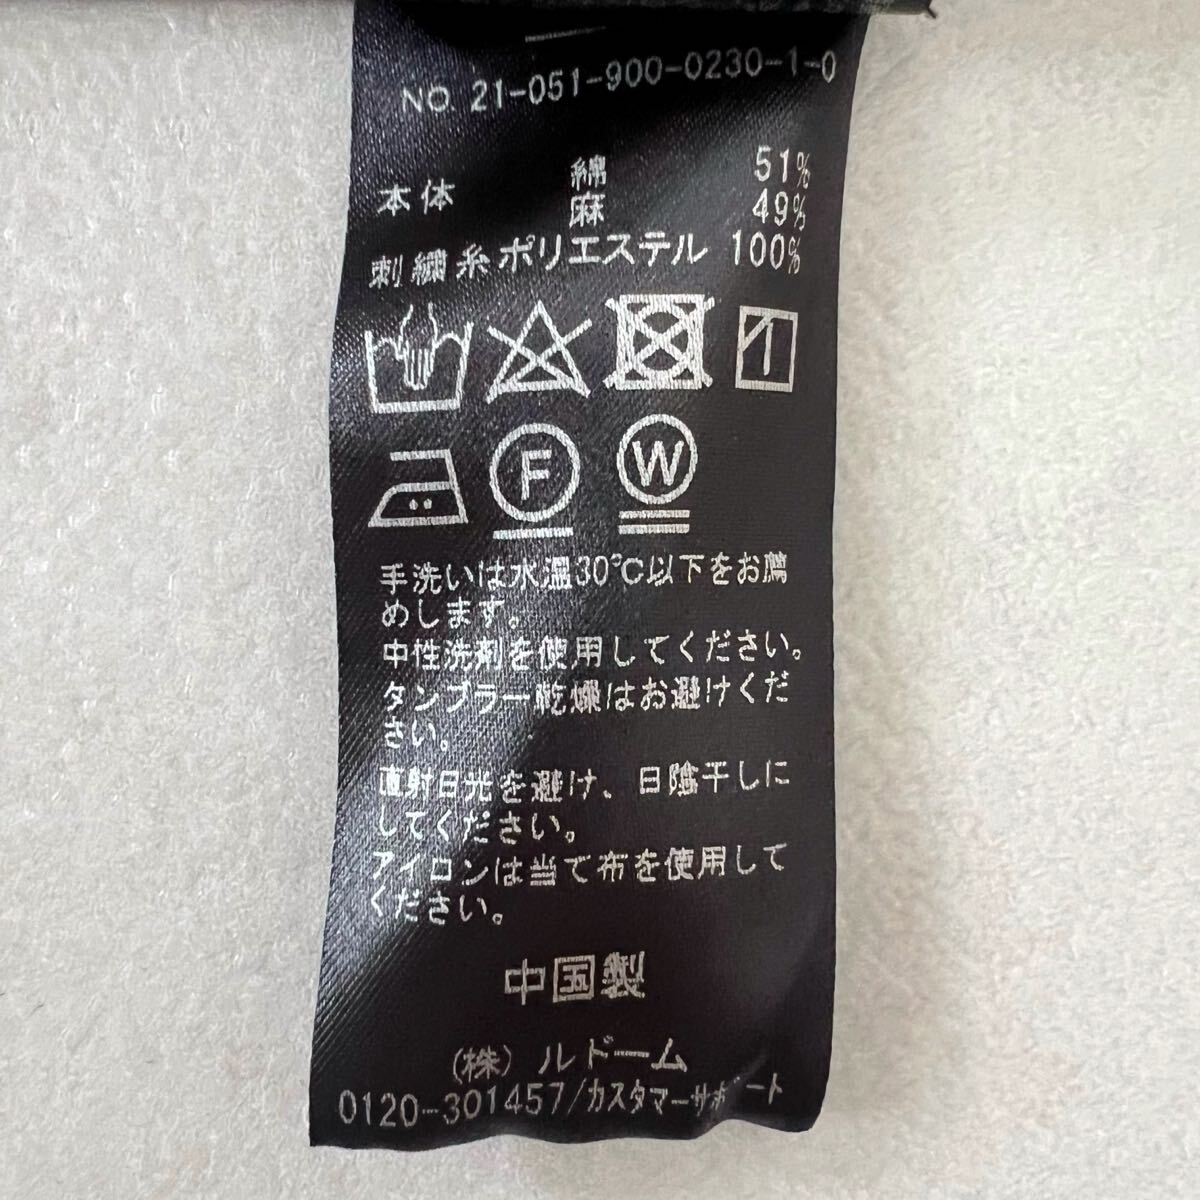 NO. 21-051-900-0230-1-0
本体 綿 51%
麻 49%
刺繍糸ポリエステル 100%
F W
手洗いは水温30℃以下をお薦
めします。
中性洗剤を使用してください。
タンブラー乾燥はお避けくだ
さい。
直射日光を避け、日陰干しに
してください。
アイロンは当て布を使用して
ください。
中国製
(株) ルドーム
0120-301457/カスタマーサポート